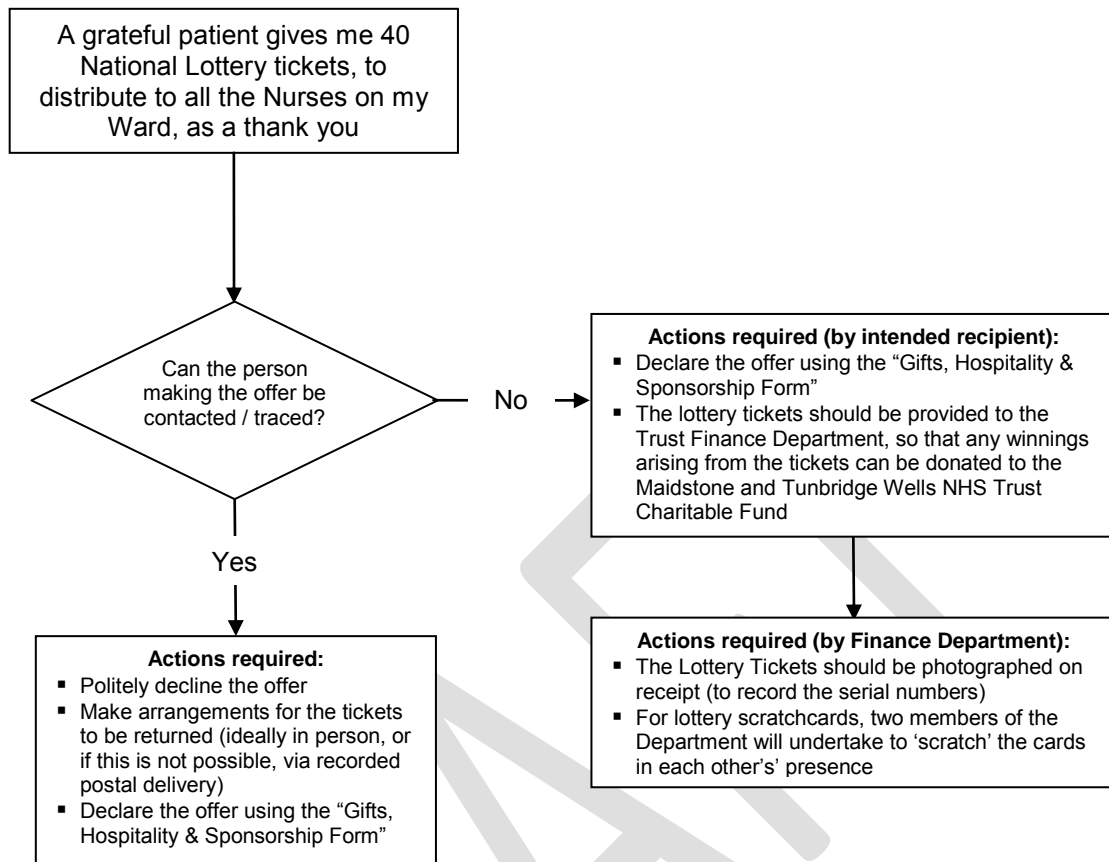 A grateful patient gives me 40
National Lottery tickets, to
distribute to all the Nurses on my
Ward, as a thank you
Can the person
making the offer be
contacted / traced?
No
Actions required (by intended recipient):
▪ Declare the offer using the “Gifts, Hospitality &
Sponsorship Form”
▪ The lottery tickets should be provided to the
Trust Finance Department, so that any winnings
arising from the tickets can be donated to the
Maidstone and Tunbridge Wells NHS Trust
Charitable Fund
Yes
Actions required:
▪ Politely decline the offer
▪ Make arrangements for the tickets
to be returned (ideally in person, or
if this is not possible, via recorded
postal delivery)
▪ Declare the offer using the “Gifts,
Hospitality & Sponsorship Form”
Actions required (by Finance Department):
▪ The Lottery Tickets should be photographed on
receipt (to record the serial numbers)
▪ For lottery scratchcards, two members of the
Department will undertake to ‘scratch’ the cards
in each other’s’ presence